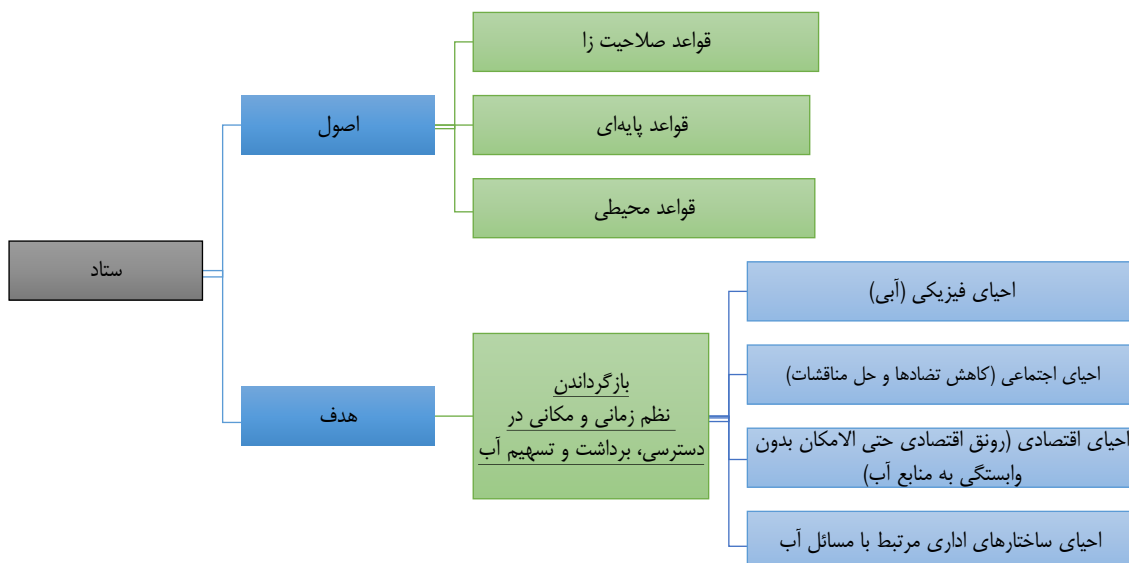 ستاد
اصول
قواعد صلاحیت زا
قواعد پایه‌ای
قواعد محیطی
هدف
بازگرداندن
نظم زمانی و مکانی در
دسترسی، برداشت و تسهیم آب
احیای فیزیکی (آبی)
احیای اجتماعی (کاهش تضادها و حل مناقشات)
احیای اقتصادی (رونق اقتصادی حتی الامکان بدون
وابستگی به منابع آب)
احیای ساختارهای اداری مرتبط با مسائل آب